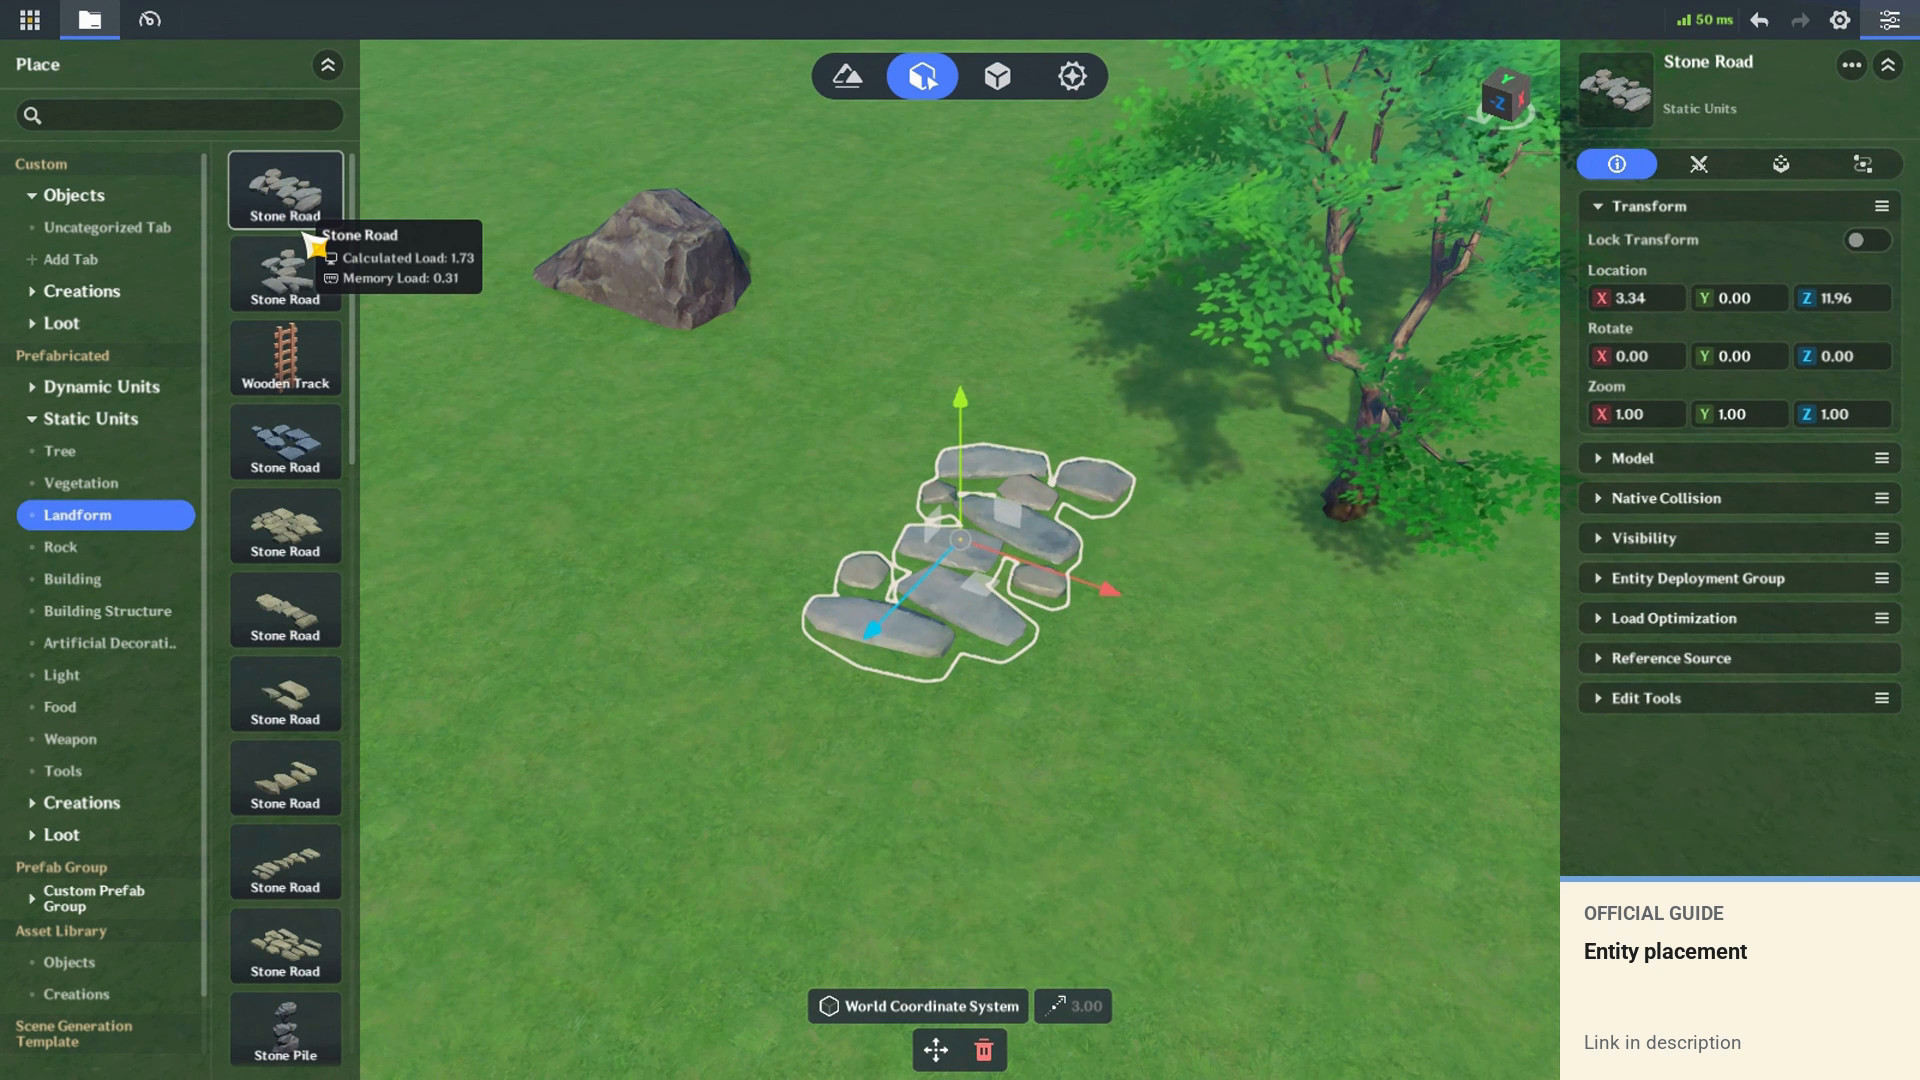 50 ms
Place
Custom
Objects
Uncategorized Tab
Add Tab
Creations
Loot
Prefabricated
Dynamic Units
Static Units
Tree
Vegetation
Landform
Rock
Building
Building Structure
Artificial Decorati..
Light
Food
Weapon
Tools
Creations
Loot
Prefab Group
Custom Prefab
Group
Asset Library
Objects
Creations
Scene Generation
Template
Stone Road
Stone Road
Wooden Track
Stone Road
Stone Road
Stone Road
Stone Road
Stone Road
Stone Road
Stone Road
Stone Pile
Stone Road
Calculated Load: 1.73
Memory Load: 0.31
Y
-Z X
World Coordinate System
3.00
Stone Road
Static Units
Transform
Lock Transform
Location
X 3.34 Y 0.00 Z 11.96
Rotate
X 0.00 Y 0.00 Z 0.00
Zoom
X 1.00 Y 1.00 Z 1.00
Model
Native Collision
Visibility
Entity Deployment Group
Load Optimization
Reference Source
Edit Tools
OFFICIAL GUIDE
Entity placement
Link in description